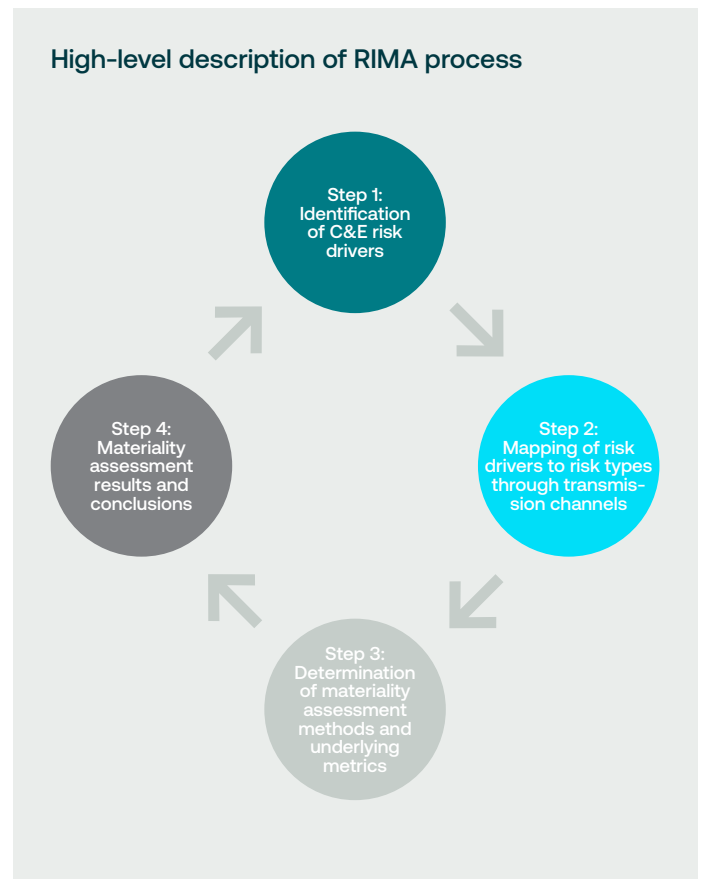 High-level description of RIMA process
Step 1:
Identification
of C&E risk
drivers
Step 2:
Mapping of risk
drivers to risk types
through transmis-
sion channels
Step 3:
Determination
of materiality
assessment
methods and
underlying
metrics
Step 4:
Materiality
assessment
results and
conclusions